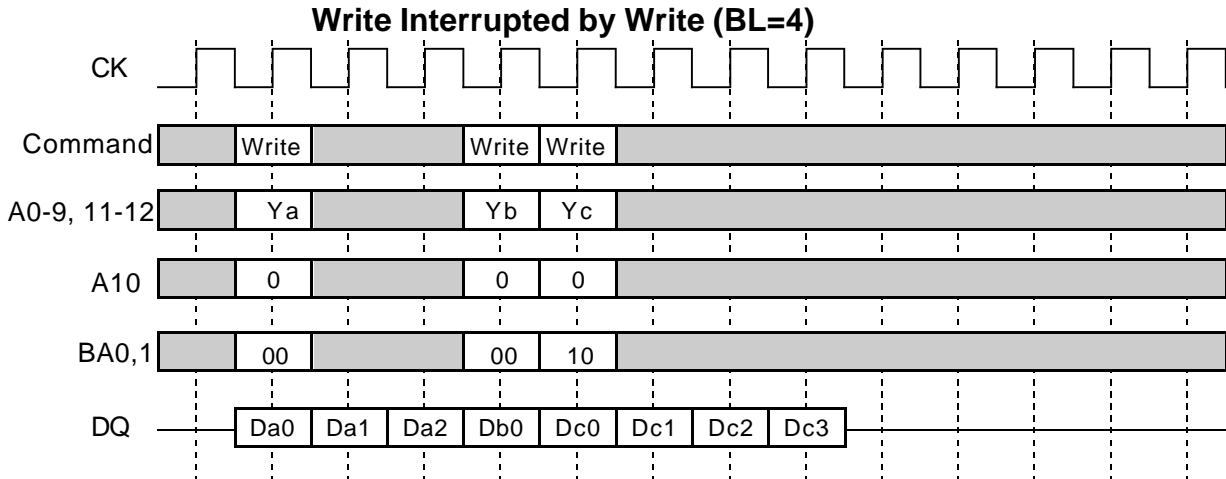 Write Interrupted by Write (BL=4)
CK
Command Write Write Write
A0-9, 11-12 Ya Yb Yc
A10 0 0 0
BA0,1 00 00 10
DQ Da0 Da1 Da2 Db0 Dc0 Dc1 Dc2 Dc3